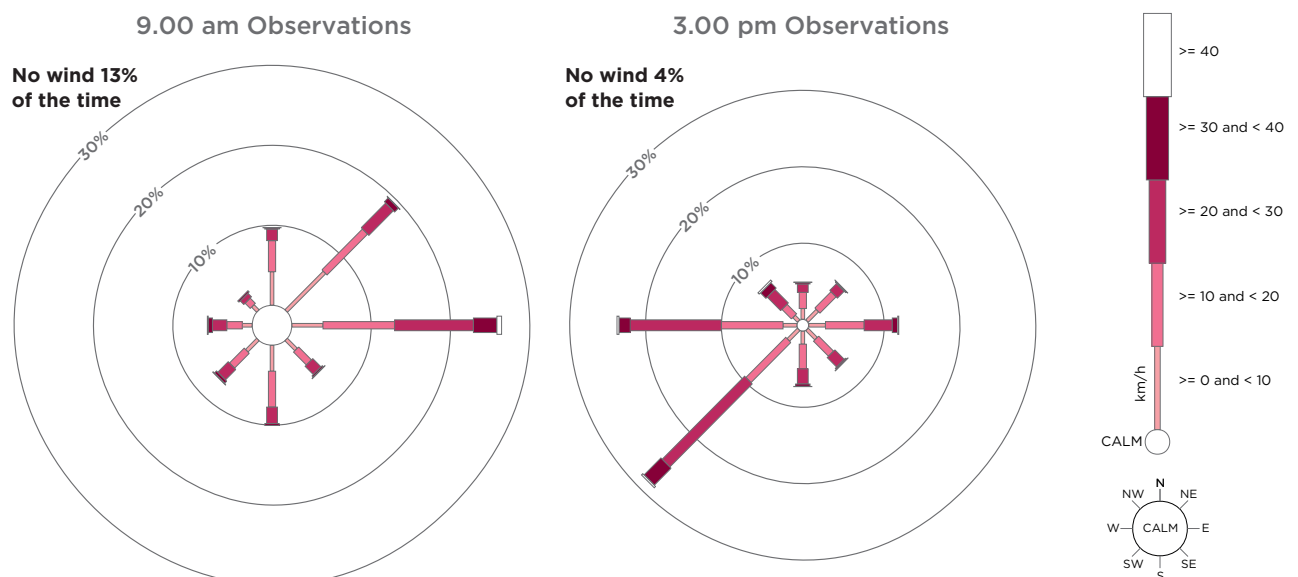 9.00 am Observations
No wind 13%
of the time
30%
20%
10%
3.00 pm Observations
No wind 4%
of the time
30%
20%
10%
>= 40
>= 30 and < 40
>= 20 and < 30
>= 10 and < 20
km/h
>= 0 and < 10
CALM
N
NW
NE
W
CALM
E
SW
SE
S